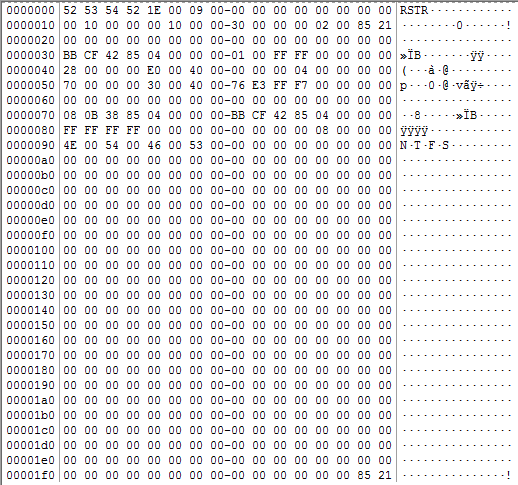 0000000 52 53 54 52 1E 00 09 00-00 00 00 00 00 00 00 00 RSTR············
0000010 00 10 00 00 00 10 00 00-30 00 00 00 02 00 85 21 ········0······!
0000020 00 00 00 00 00 00 00 00-00 00 00 00 00 00 00 00 ················
0000030 BB CF 42 85 04 00 00 00-01 00 FF FF 00 00 00 00 »ÏB·······ÿÿ····
0000040 28 00 00 00 E0 00 40 00-00 00 00 04 00 00 00 00 (···à·@·········
0000050 70 00 00 00 30 00 40 00-76 E3 FF F7 00 00 00 00 p···0·@·vãÿ÷····
0000060 00 00 00 00 00 00 00 00-00 00 00 00 00 00 00 00 ················
0000070 08 0B 38 85 04 00 00 00-BB CF 42 85 04 00 00 00 ··8·····»ÏB·····
0000080 FF FF FF FF 00 00 00 00-00 00 00 00 08 00 00 00 ÿÿÿÿ············
0000090 4E 00 54 00 46 00 53 00-00 00 00 00 00 00 00 00 N·T·F·S·········
00000a0 00 00 00 00 00 00 00 00-00 00 00 00 00 00 00 00 ················
00000b0 00 00 00 00 00 00 00 00-00 00 00 00 00 00 00 00 ················
00000c0 00 00 00 00 00 00 00 00-00 00 00 00 00 00 00 00 ················
00000d0 00 00 00 00 00 00 00 00-00 00 00 00 00 00 00 00 ················
00000e0 00 00 00 00 00 00 00 00-00 00 00 00 00 00 00 00 ················
00000f0 00 00 00 00 00 00 00 00-00 00 00 00 00 00 00 00 ················
0000100 00 00 00 00 00 00 00 00-00 00 00 00 00 00 00 00 ················
0000110 00 00 00 00 00 00 00 00-00 00 00 00 00 00 00 00 ················
0000120 00 00 00 00 00 00 00 00-00 00 00 00 00 00 00 00 ················
0000130 00 00 00 00 00 00 00 00-00 00 00 00 00 00 00 00 ················
0000140 00 00 00 00 00 00 00 00-00 00 00 00 00 00 00 00 ················
0000150 00 00 00 00 00 00 00 00-00 00 00 00 00 00 00 00 ················
0000160 00 00 00 00 00 00 00 00-00 00 00 00 00 00 00 00 ················
0000170 00 00 00 00 00 00 00 00-00 00 00 00 00 00 00 00 ················
0000180 00 00 00 00 00 00 00 00-00 00 00 00 00 00 00 00 ················
0000190 00 00 00 00 00 00 00 00-00 00 00 00 00 00 00 00 ················
00001a0 00 00 00 00 00 00 00 00-00 00 00 00 00 00 00 00 ················
00001b0 00 00 00 00 00 00 00 00-00 00 00 00 00 00 00 00 ················
00001c0 00 00 00 00 00 00 00 00-00 00 00 00 00 00 00 00 ················
00001d0 00 00 00 00 00 00 00 00-00 00 00 00 00 00 00 00 ················
00001e0 00 00 00 00 00 00 00 00-00 00 00 00 00 00 00 00 ················
00001f0 00 00 00 00 00 00 00 00-00 00 00 00 00 00 85 21 ···············!